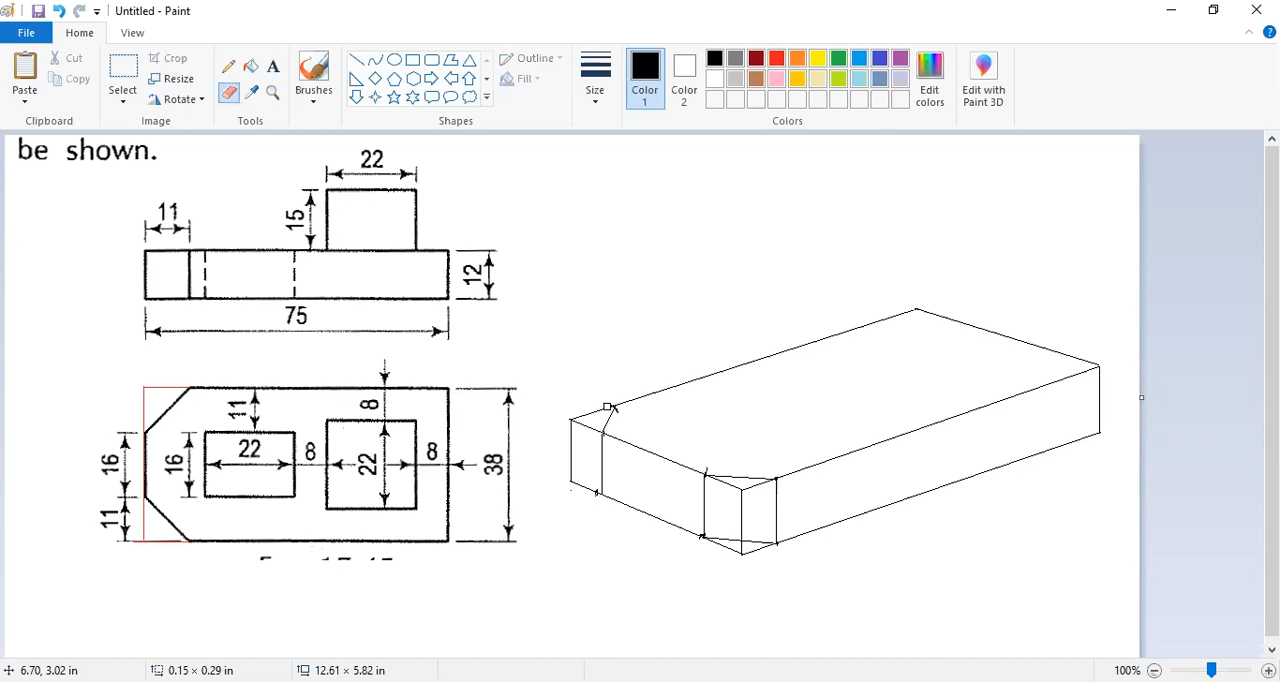 Untitled - Paint
File
Home
View
Paste
Cut
Copy
Clipboard
Select
Crop
Resize
Rotate
Image
A
Tools
Brushes
Outline
Fill
Shapes
Size
Color 1
Color 2
Edit colors
Colors
Edit with Paint 3D
be shown.
22
11
15
12
75
11
8
16
16
22
8
22
8
38
11
6.70, 3.02 in
0.15 × 0.29 in
12.61 × 5.82 in
100%